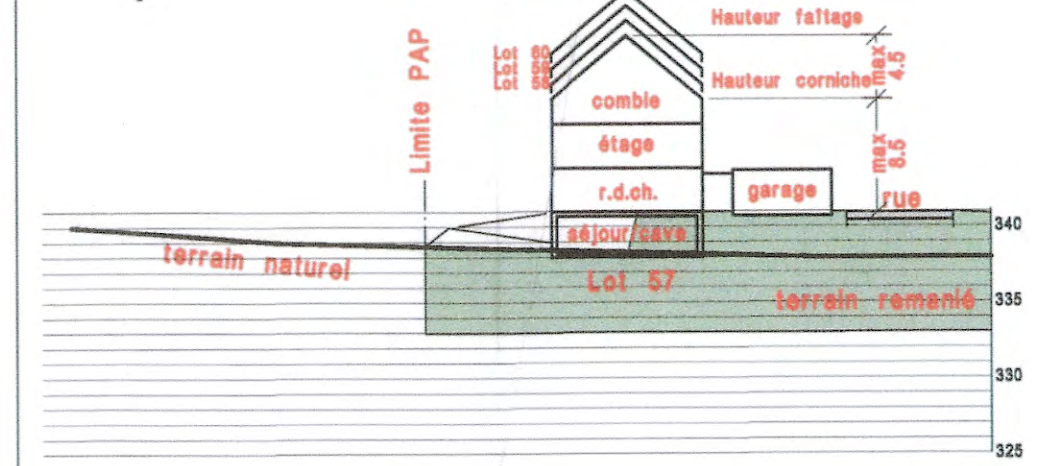 Hauteur faîtage
Limite PAP
Lot 60
Lot 59
Lot 58
max 4.5
Hauteur corniche
combie
étage
max 8.5
r.d.ch.
garage
rue
séjour/cave
340
terrain naturel
Lot 57
terrain remanié
335
330
325